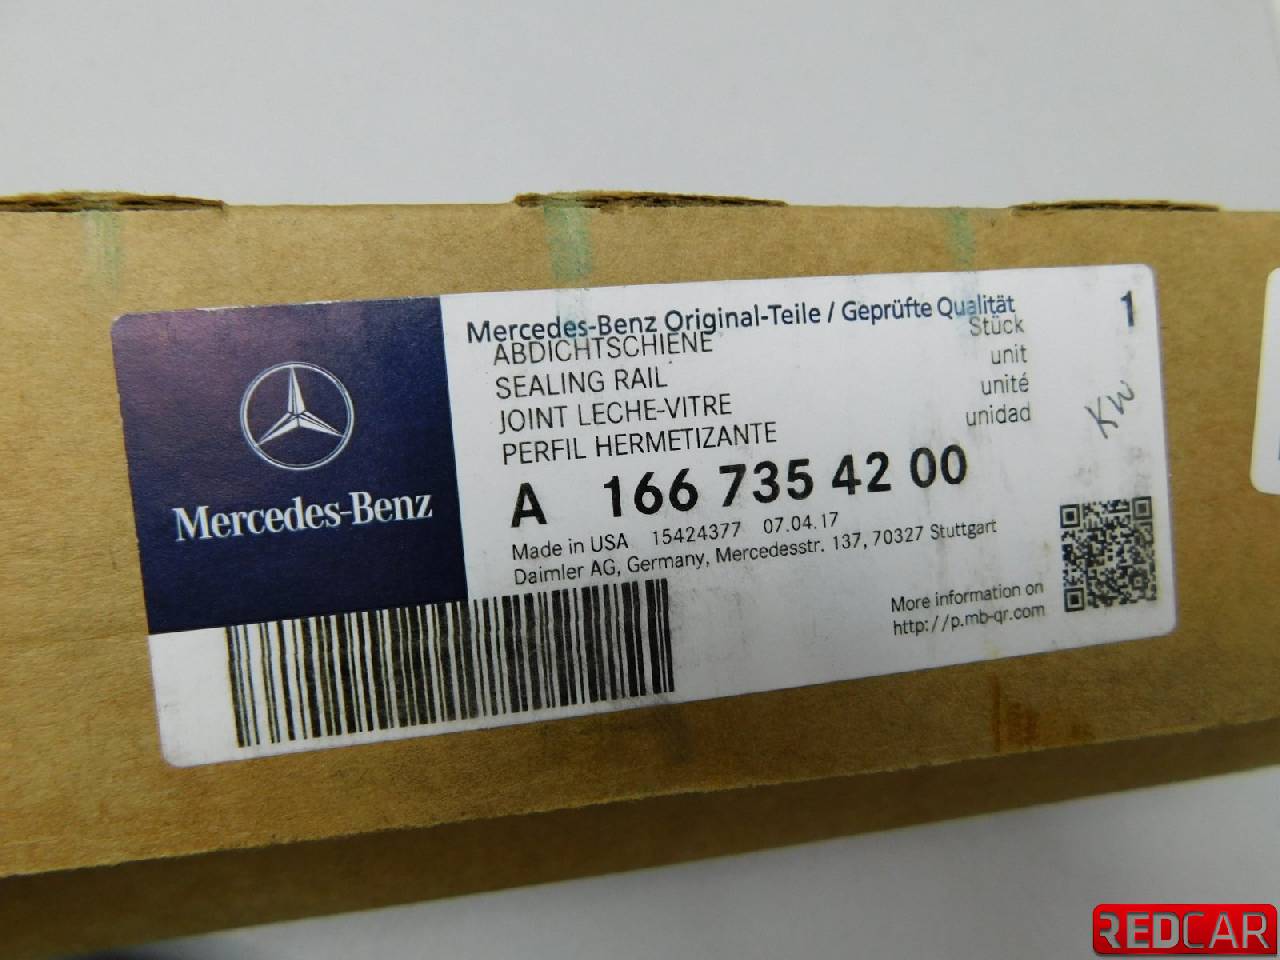 Mercedes-Benz
Mercedes-Benz Original-Teile / Geprüfte Qualität
ABDICHTSCHIENE Stück 1
SEALING RAIL unit
JOINT LECHE-VITRE unité
PERFIL HERMETIZANTE unidad
KW
A 166 735 42 00
Made in USA 15424377 07.04.17
Daimler AG, Germany, Mercedesstr. 137, 70327 Stuttgart
More information on
http://p.mb-qr.com
REDCAR